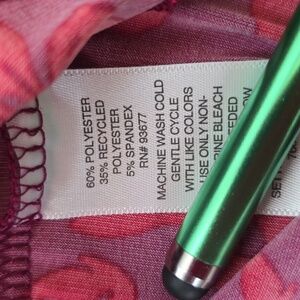 60% POLYESTER
35% RECYCLED
POLYESTER
5% SPANDEX
RN# 93677
MACHINE WASH COLD
GENTLE CYCLE
WITH LIKE COLORS
USE ONLY NON-
BLEACH